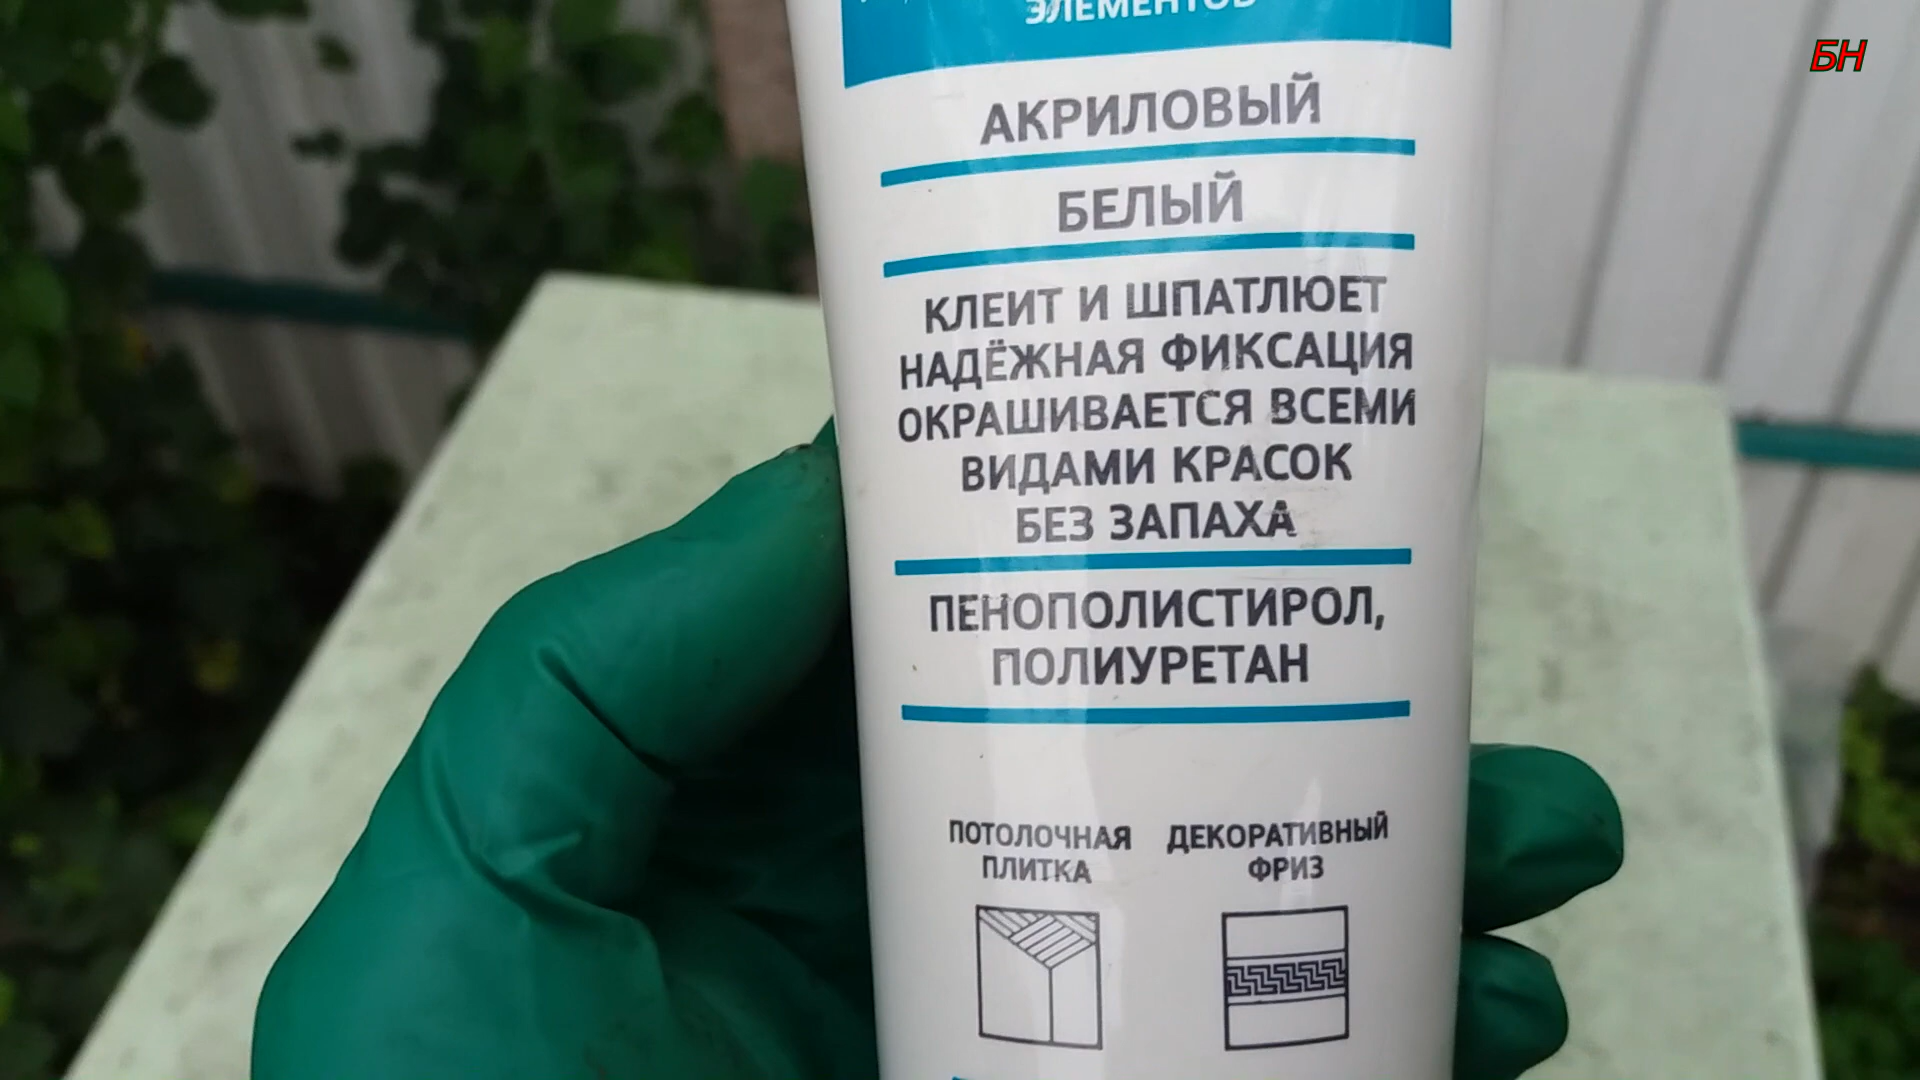 ЭЛЕМЕНТОВ
БН
АКРИЛОВЫЙ
БЕЛЫЙ
КЛЕИТ И ШПАТЛЮЕТ
НАДЁЖНАЯ ФИКСАЦИЯ
ОКРАШИВАЕТСЯ ВСЕМИ
ВИДАМИ КРАСОК
БЕЗ ЗАПАХА
ПЕНОПОЛИСТИРОЛ,
ПОЛИУРЕТАН
ПОТОЛОЧНАЯ
ПЛИТКА
ДЕКОРАТИВНЫЙ
ФРИЗ